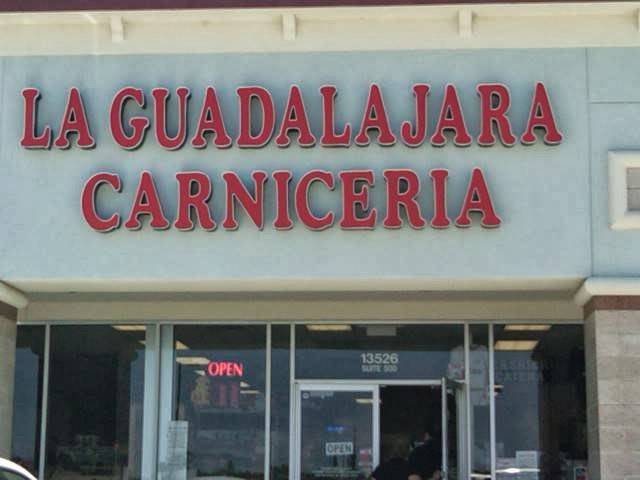 LA GUADALAJARA
CARNICERIA
OPEN
13526
SUITE 500
OPEN